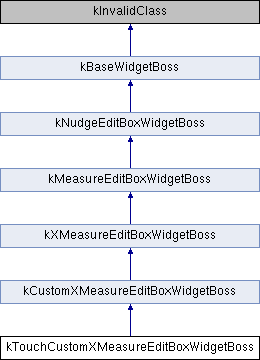 kInvalidClass
kBaseWidgetBoss
kNudgeEditBoxWidgetBoss
kMeasureEditBoxWidgetBoss
kXMeasureEditBoxWidgetBoss
kCustomXMeasureEditBoxWidgetBoss
kTouchCustomXMeasureEditBoxWidgetBoss